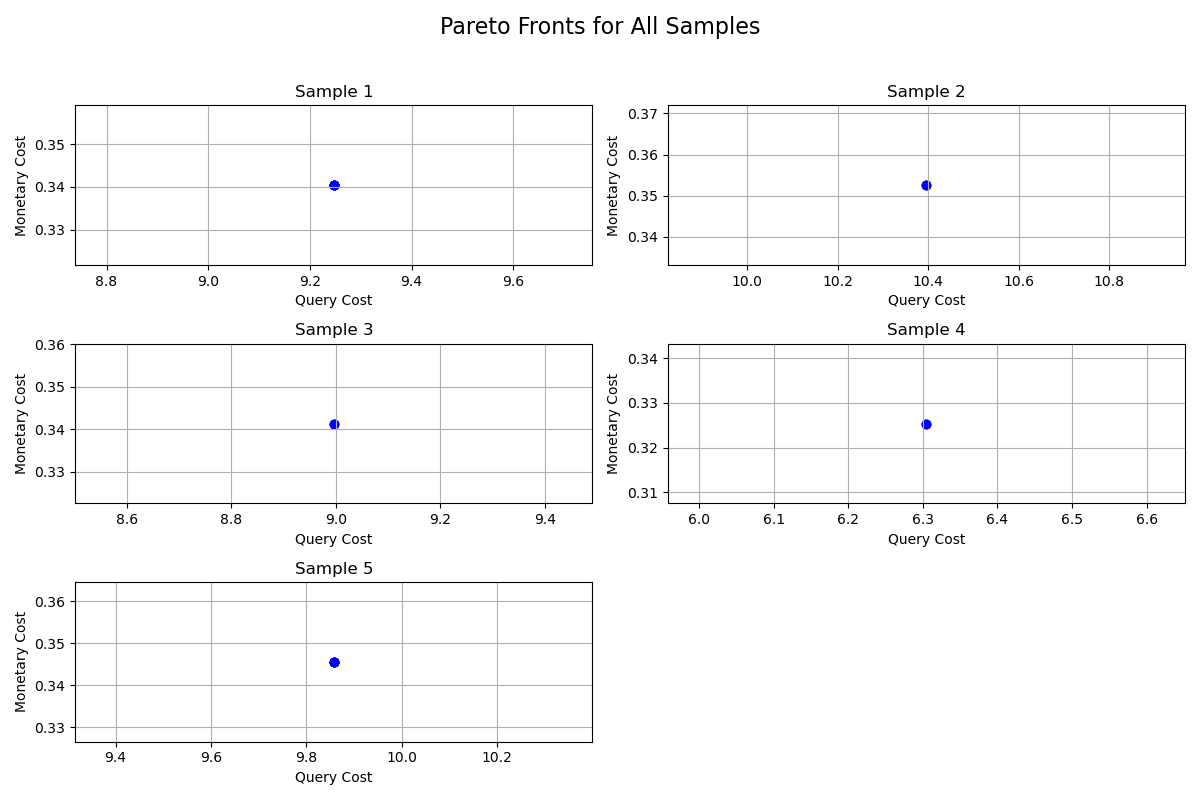 Pareto Fronts for All Samples
Sample 1
Monetary Cost
0.35
0.34
0.33
8.8 9.0 9.2 9.4 9.6
Query Cost
Sample 2
Monetary Cost
0.37
0.36
0.35
0.34
10.0 10.2 10.4 10.6 10.8
Query Cost
Sample 3
Monetary Cost
0.36
0.35
0.34
0.33
8.6 8.8 9.0 9.2 9.4
Query Cost
Sample 4
Monetary Cost
0.34
0.33
0.32
0.31
6.0 6.1 6.2 6.3 6.4 6.5 6.6
Query Cost
Sample 5
Monetary Cost
0.36
0.35
0.34
0.33
9.4 9.6 9.8 10.0 10.2
Query Cost